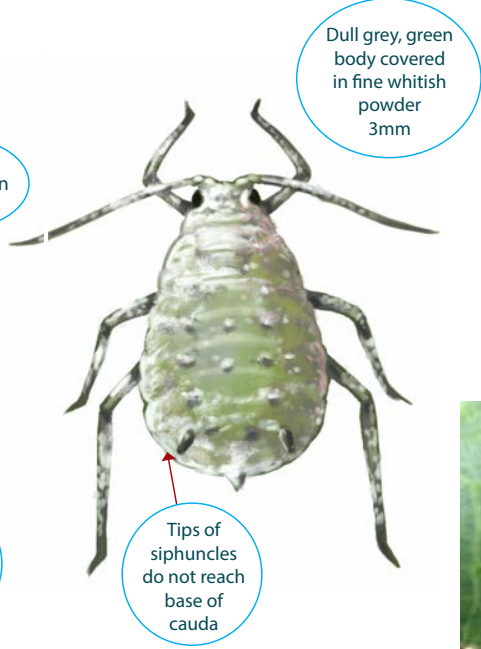 Dull grey, green
body covered
in fine whitish
powder
3mm
n
Tips of
siphuncles
do not reach
base of
cauda